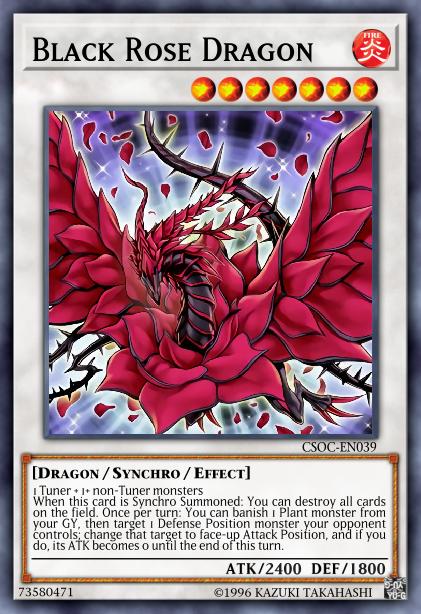 BLACK ROSE DRAGON
FIRE
炎
CSOC-EN039
[DRAGON / SYNCHRO / EFFECT]
1 Tuner + 1+ non-Tuner monsters
When this card is Synchro Summoned: You can destroy all cards
on the field. Once per turn: You can banish 1 Plant monster from
your GY, then target 1 Defense Position monster your opponent
controls; change that target to face-up Attack Position, and if you
do, its ATK becomes 0 until the end of this turn.
ATK/2400 DEF/1800
73580471
©1996 KAZUKI TAKAHASHI